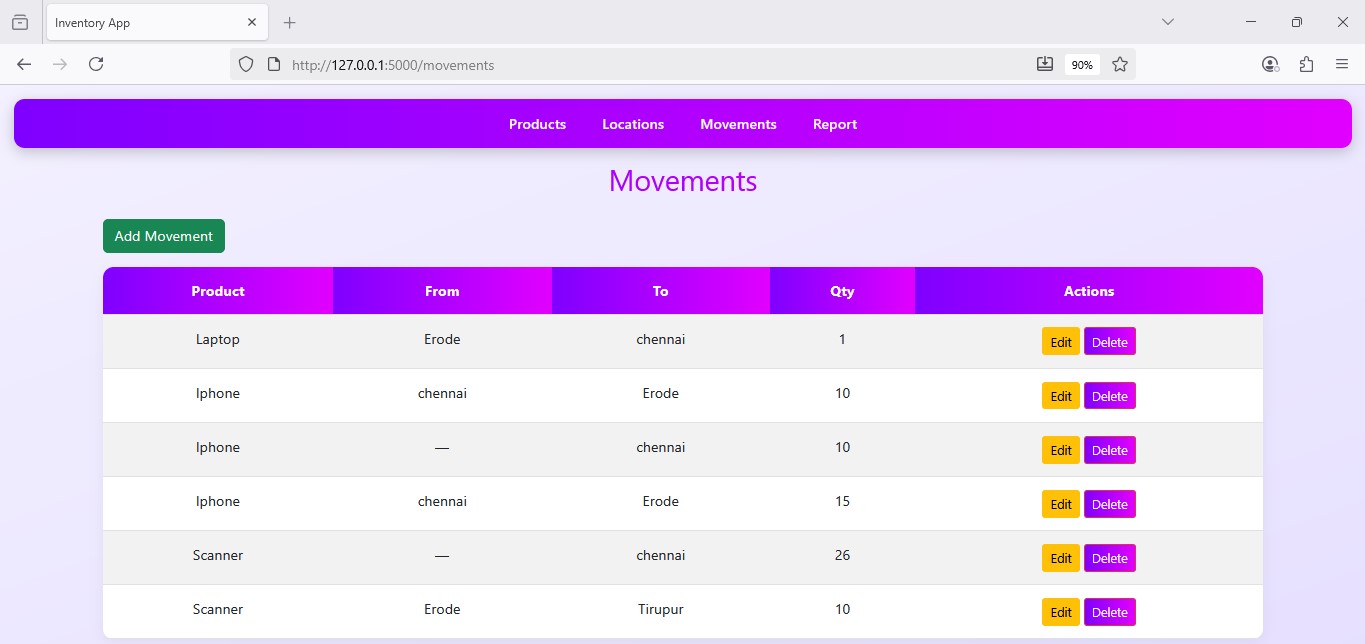 Inventory App
http://127.0.0.1:5000/movements 90%
Products Locations Movements Report
Movements
Add Movement
Product From To Qty Actions
Laptop Erode chennai 1 Edit Delete
Iphone chennai Erode 10 Edit Delete
Iphone — chennai 10 Edit Delete
Iphone chennai Erode 15 Edit Delete
Scanner — chennai 26 Edit Delete
Scanner Erode Tirupur 10 Edit Delete